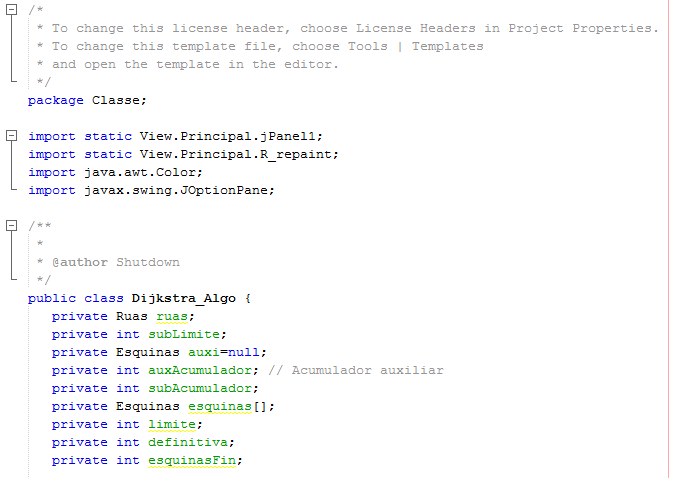 /*
 * To change this license header, choose License Headers in Project Properties.
 * To change this template file, choose Tools | Templates
 * and open the template in the editor.
 */
package Classe;
import static View.Principal.jPanel1;
import static View.Principal.R_repaint;
import java.awt.Color;
import javax.swing.JOptionPane;
/**
 *
 * @author Shutdown
 */
public class Dijkstra_Algo {
   private Ruas ruas;
   private int subLimite;
   private Esquinas auxi=null;
   private int auxAcumulador; // Acumulador auxiliar
   private int subAcumulador;
   private Esquinas esquinas[];
   private int limite;
   private int definitiva;
   private int esquinasFin;